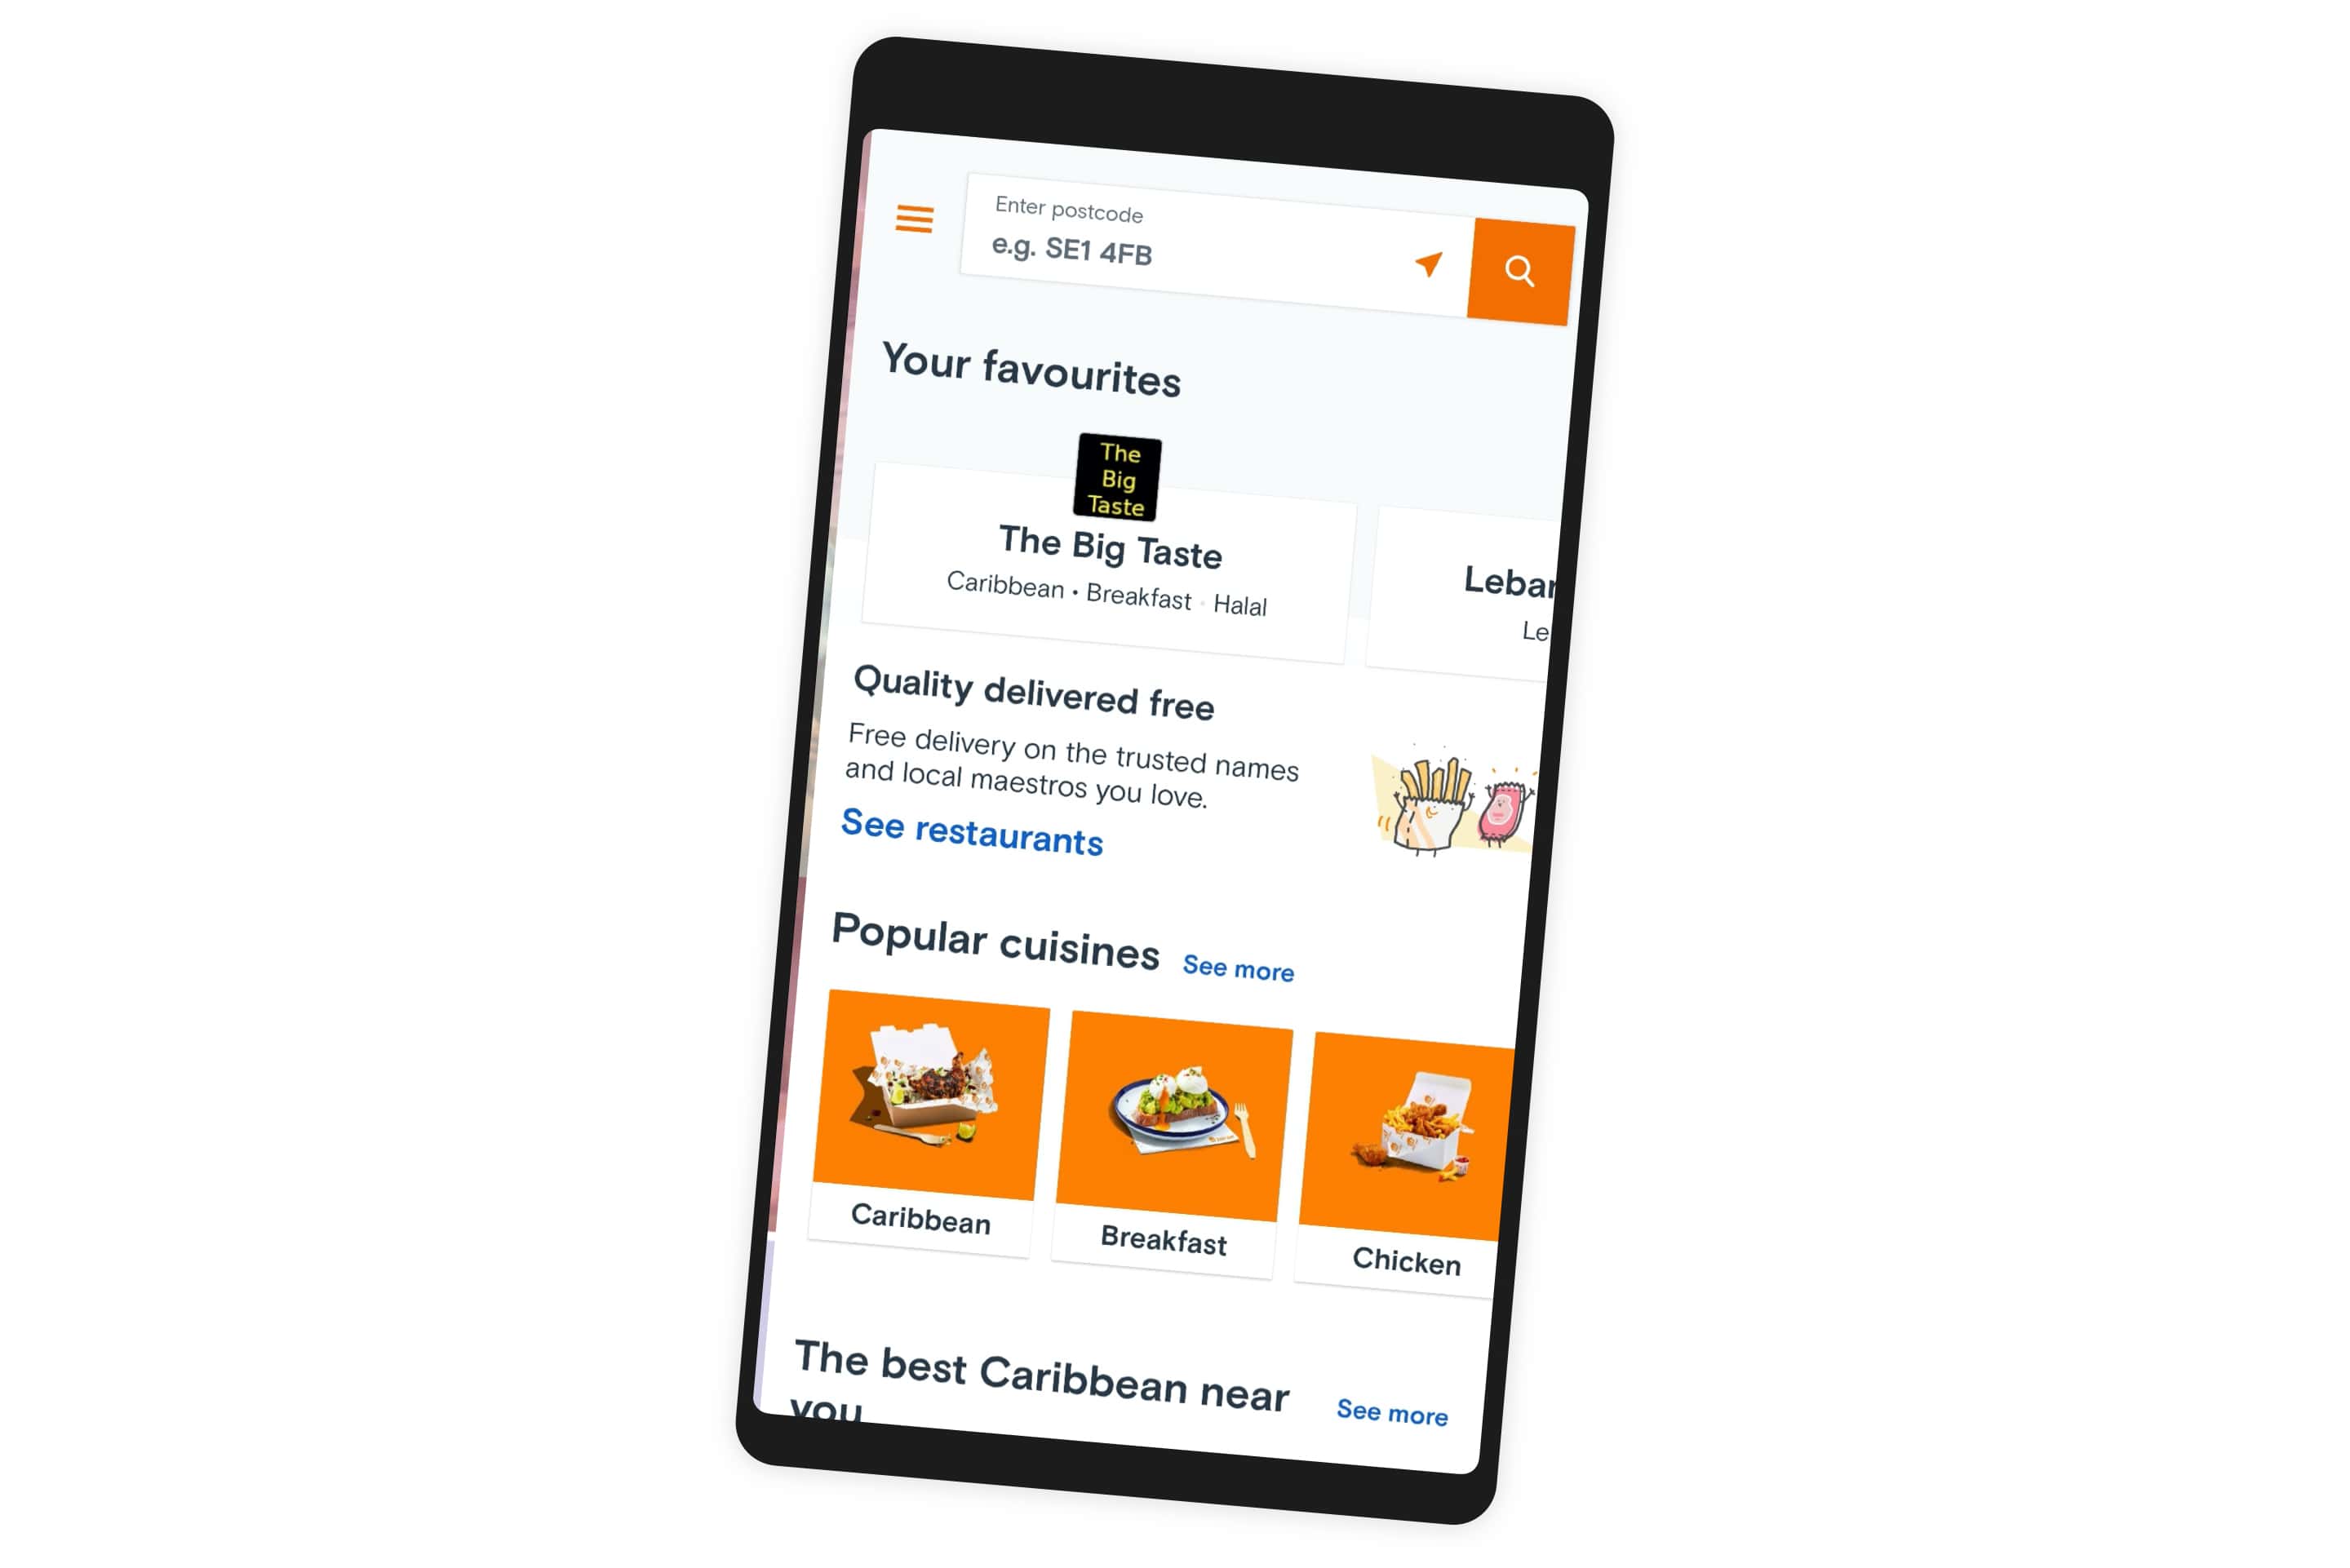 Enter postcode
e.g. SE1 4FB
Your favourites
The
Big
Taste
The Big Taste
Caribbean • Breakfast • Halal
Quality delivered free
Free delivery on the trusted names
and local maestros you love.
See restaurants
Popular cuisines See more
Caribbean
Breakfast
Chicken
The best Caribbean near
you
See more